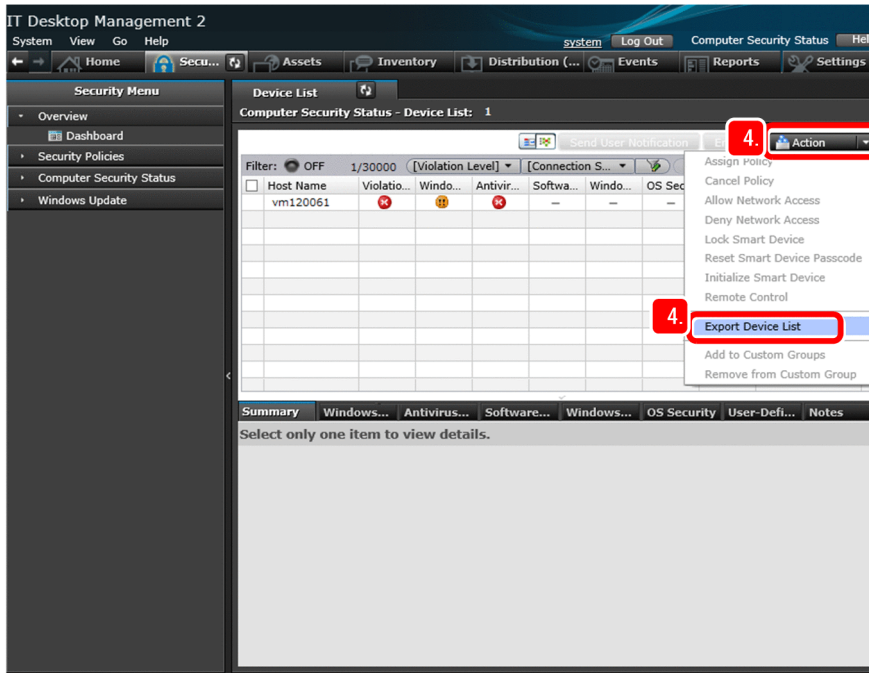 IT Desktop Management 2
System View Go Help
system Log Out Computer Security Status Hel
Home Secu... Assets Inventory Distribution (... Events Reports Settings
Security Menu
Overview
Dashboard
Security Policies
Computer Security Status
Windows Update
Device List
Computer Security Status - Device List: 1
Send User Notification
4. Action
Filter: OFF 1/30000 [Violation Level] [Connection S...
Host Name Violatio... Windo... Antivir... Softwa... Windo... OS Sec
vm120061 – – –
Assign Policy
Cancel Policy
Allow Network Access
Deny Network Access
Lock Smart Device
Reset Smart Device Passcode
Initialize Smart Device
Remote Control
4. Export Device List
Add to Custom Groups
Remove from Custom Group
Summary Windows... Antivirus... Software... Windows... OS Security User-Defi... Notes
Select only one item to view details.